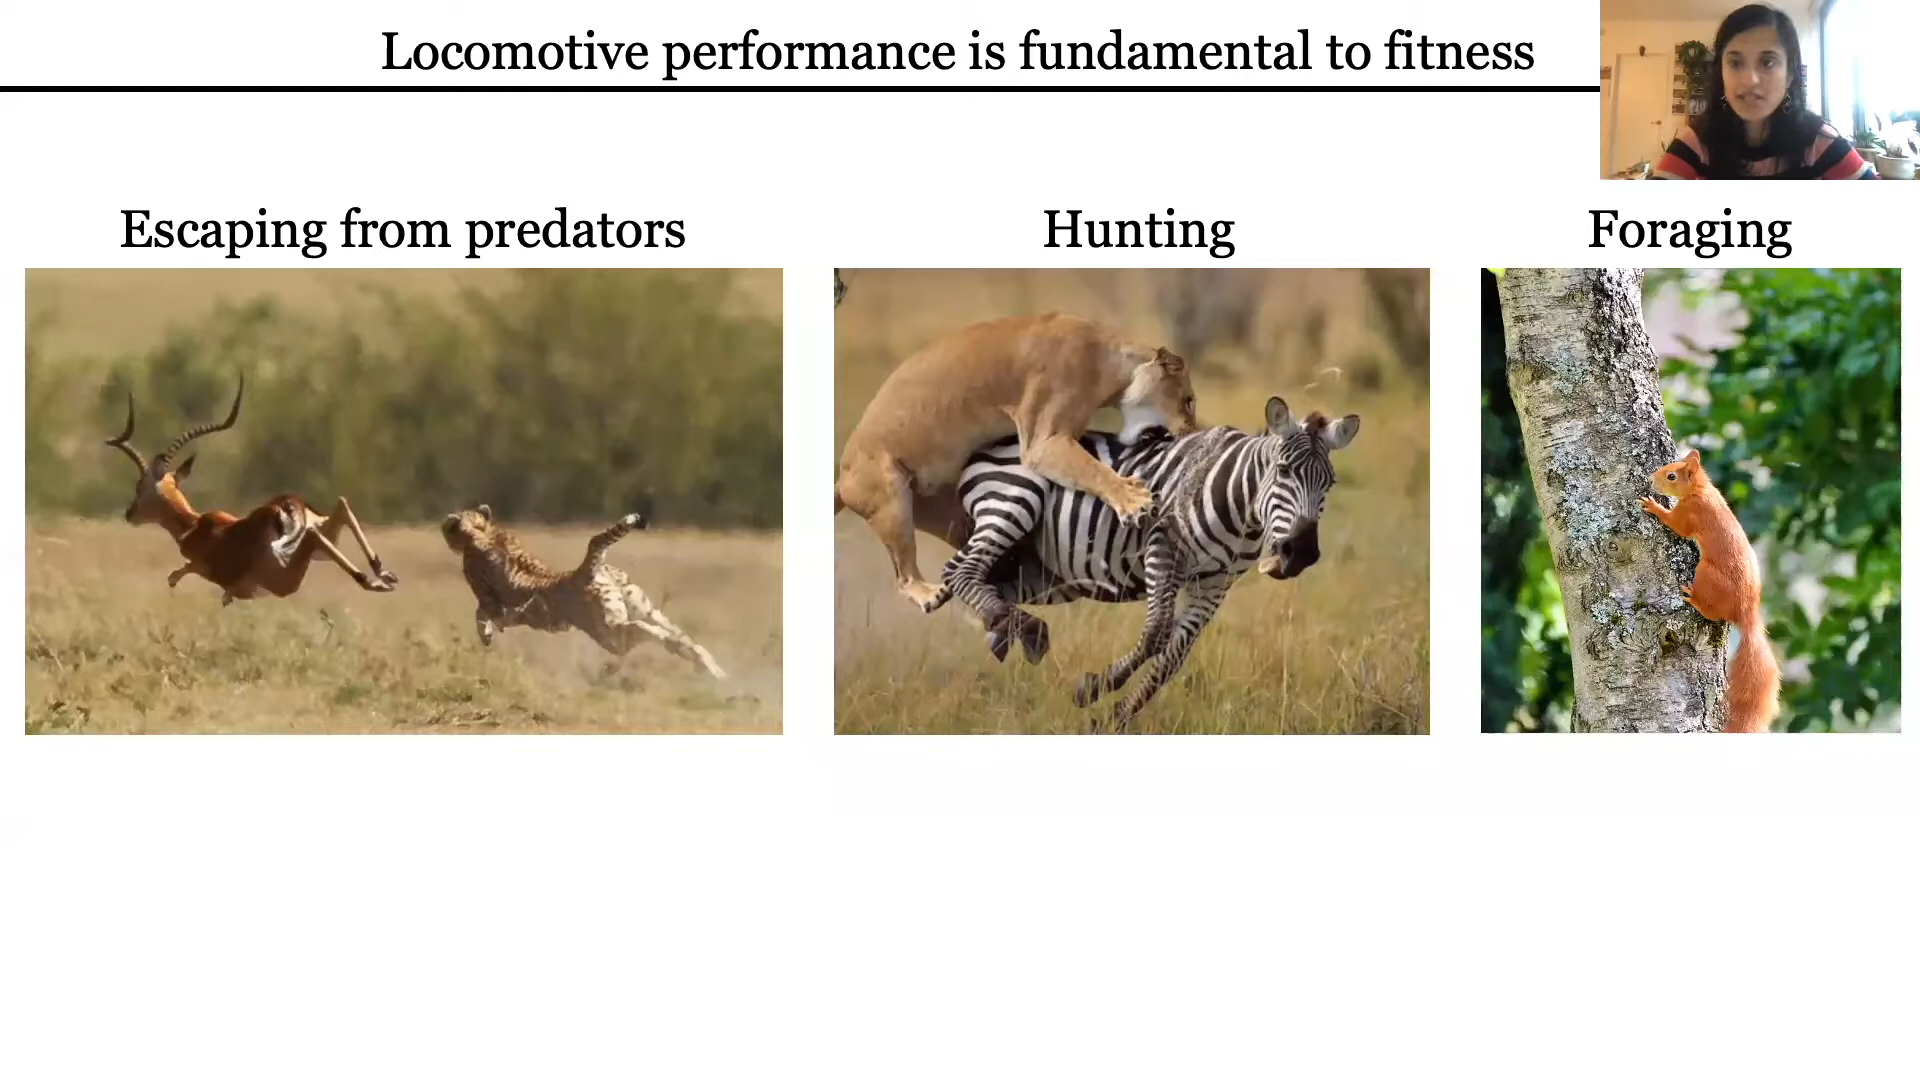 Locomotive performance is fundamental to fitness
Escaping from predators
Hunting
Foraging